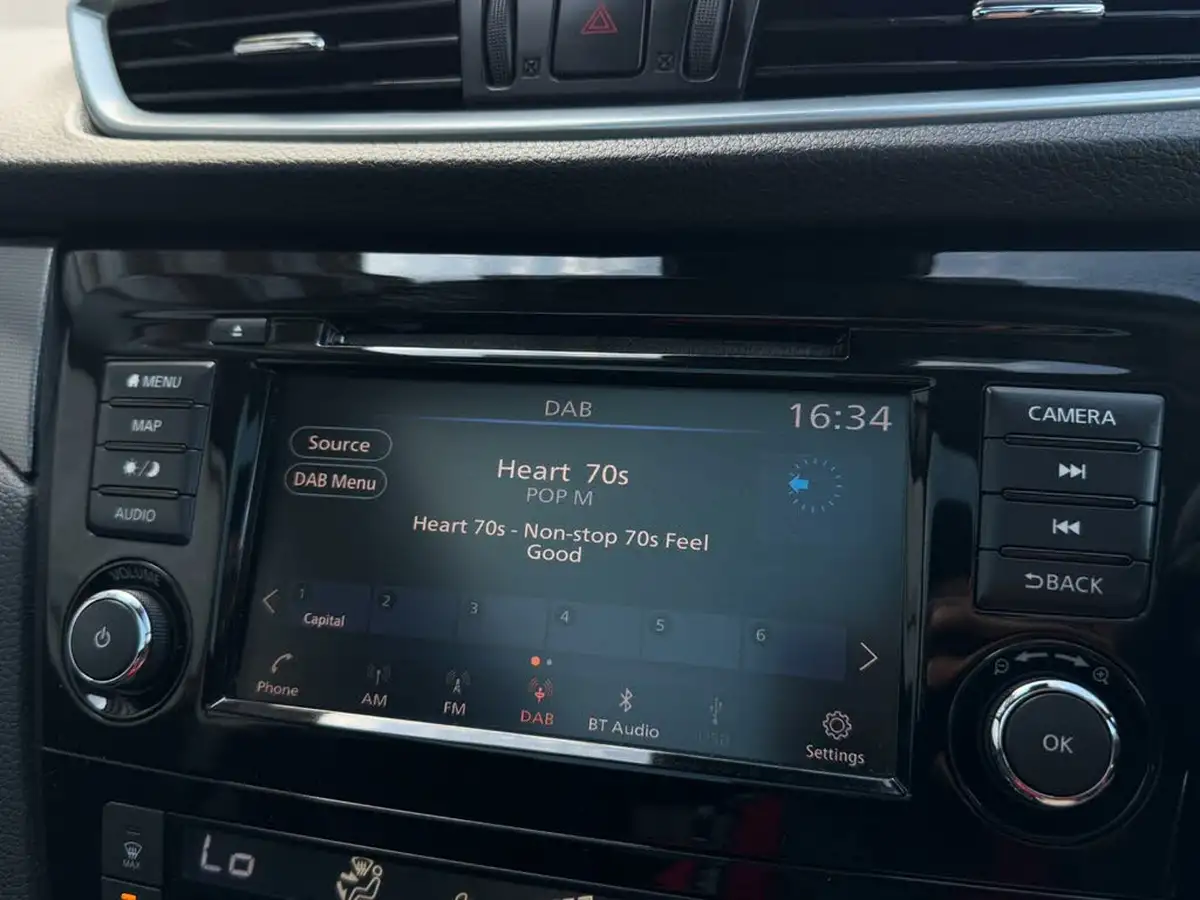 MENU
MAP
AUDIO
VOLUME
DAB
16:34
Source
DAB Menu
Heart 70s
POP M
Heart 70s - Non-stop 70s Feel
Good
1 2 3 4 5 6
Capital
Phone
AM
FM
DAB
BT Audio
USB
Settings
CAMERA
BACK
OK
MAX
Lo